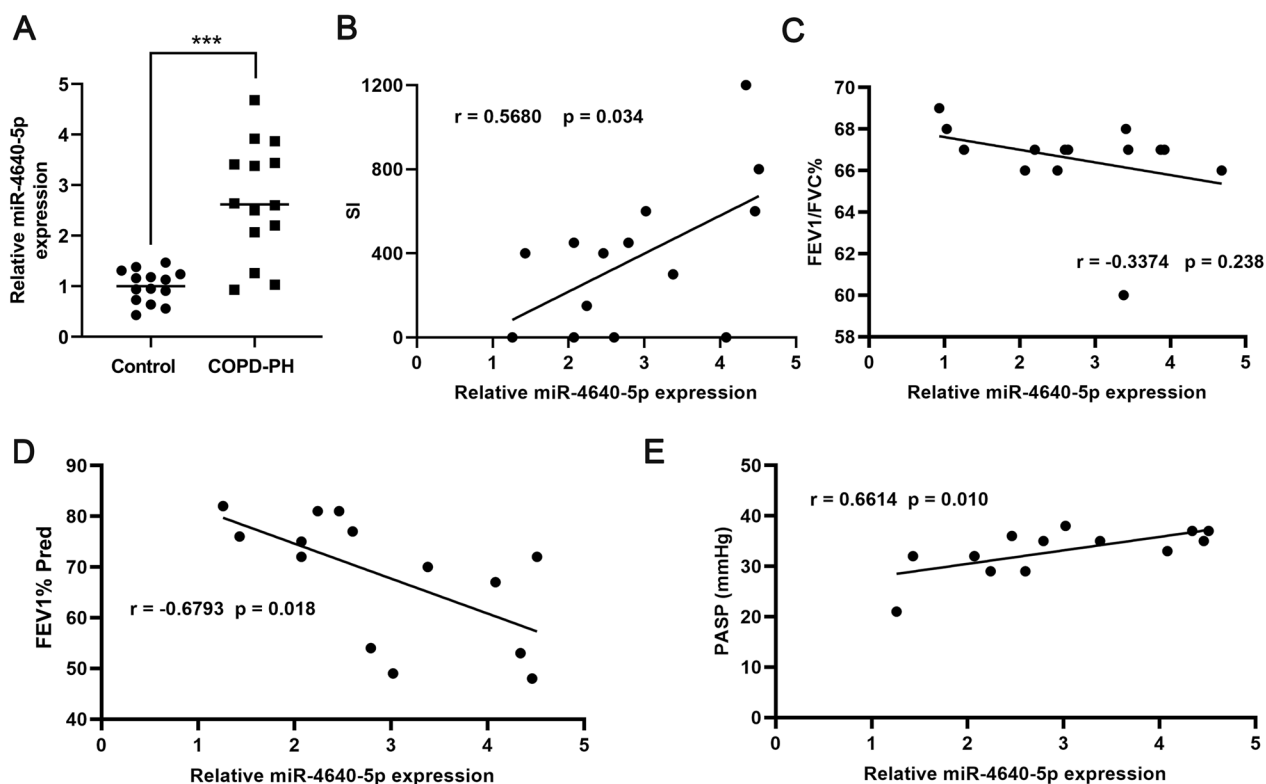 A
***
Relative miR-4640-5p
expression
5
4
3
2
1
0
Control
COPD-PH
B
r = 0.5680 p = 0.034
SI
1200
800
400
0
0
1
2
3
4
5
Relative miR-4640-5p expression
C
FEV1/FVC%
70
68
66
64
62
60
58
r = -0.3374 p = 0.238
0
1
2
3
4
5
Relative miR-4640-5p expression
D
FEV1% Pred
90
80
70
60
50
40
r = -0.6793 p = 0.018
0
1
2
3
4
5
Relative miR-4640-5p expression
E
PASP (mmHg)
50
40
30
20
10
0
r = 0.6614 p = 0.010
0
1
2
3
4
5
Relative miR-4640-5p expression